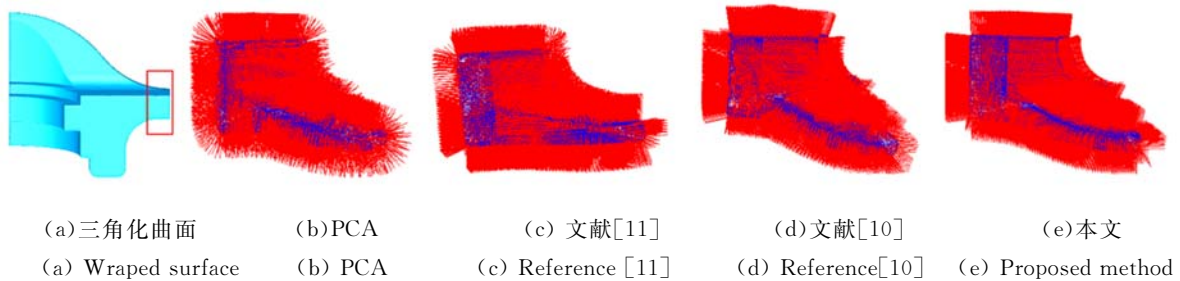 (a)三角化曲面 (b)PCA (c) 文献[11] (d)文献[10] (e)本文
(a) Wraped surface (b) PCA (c) Reference [11] (d) Reference[10] (e) Proposed method